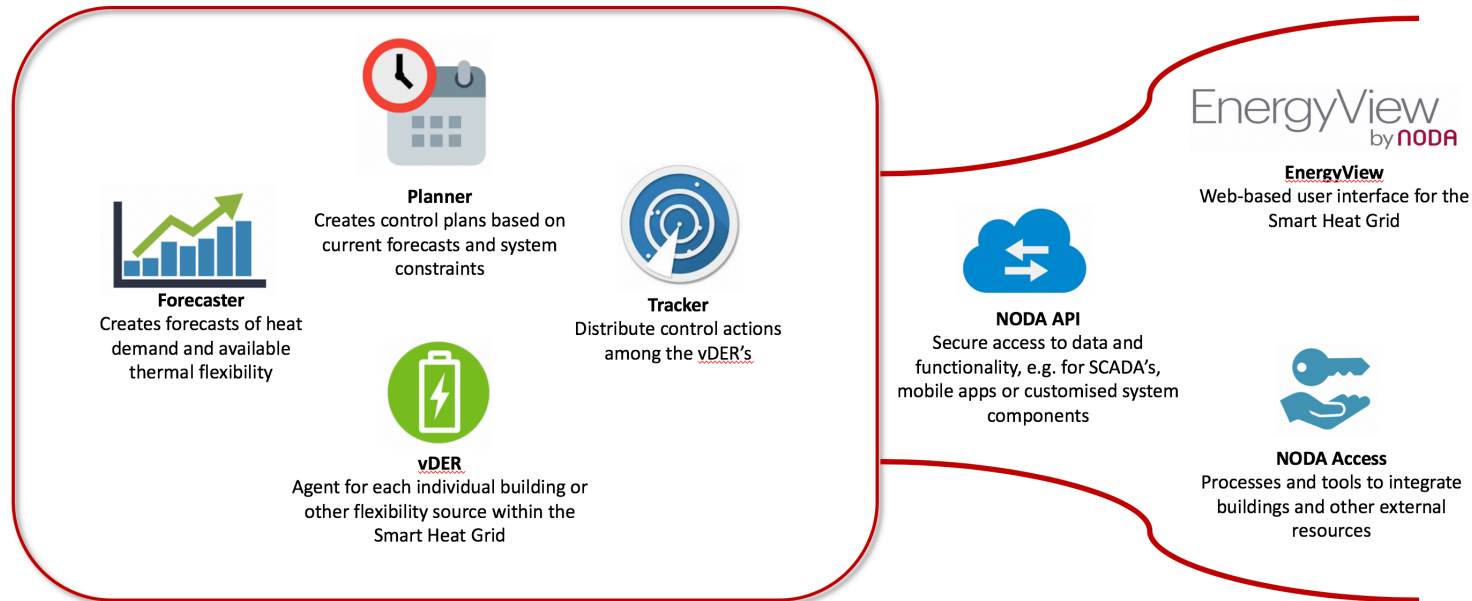 Planner
Creates control plans based on
current forecasts and system
constraints
Forecaster
Creates forecasts of heat
demand and available
thermal flexibility
Tracker
Distribute control actions
among the vDER's
vDER
Agent for each individual building or
other flexibility source within the
Smart Heat Grid
NODA API
Secure access to data and
functionality, e.g. for SCADA's,
mobile apps or customised system
components
EnergyView
by NODA
EnergyView
Web-based user interface for the
Smart Heat Grid
NODA Access
Processes and tools to integrate
buildings and other external
resources